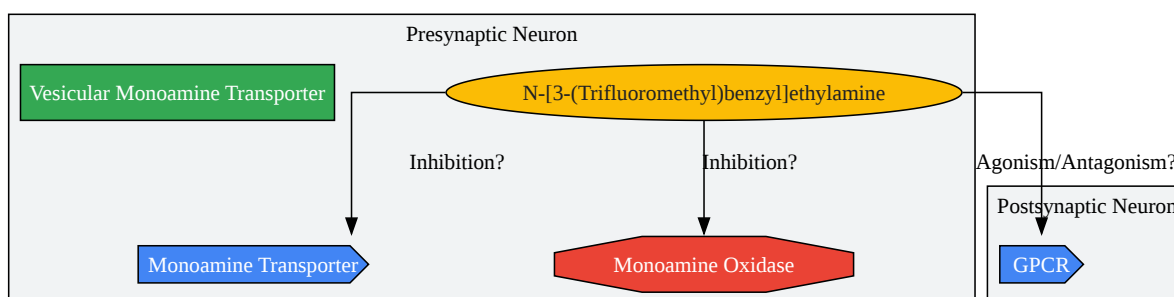 Presynaptic Neuron
Vesicular Monoamine Transporter
N-[3-(Trifluoromethyl)benzyl]ethylamine
Inhibition?
Inhibition?
Agonism/Antagonism?
Postsynaptic Neuron
Monoamine Transporter
Monoamine Oxidase
GPCR